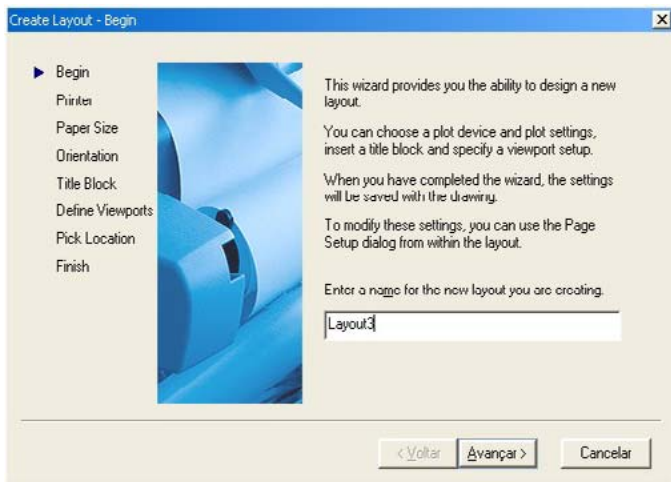 Create Layout - Begin
Begin
Printer
Paper Size
Orientation
Title Block
Define Viewports
Pick Location
Finish
This wizard provides you the ability to design a new
layout.
You can choose a plot device and plot settings,
insert a title block and specify a viewport setup.
When you have completed the wizard, the settings
will be saved with the drawing.
To modify these settings, you can use the Page
Setup dialog from within the layout.
Enter a name for the new layout you are creating.
Layout3
< Voltar
Avançar >
Cancelar